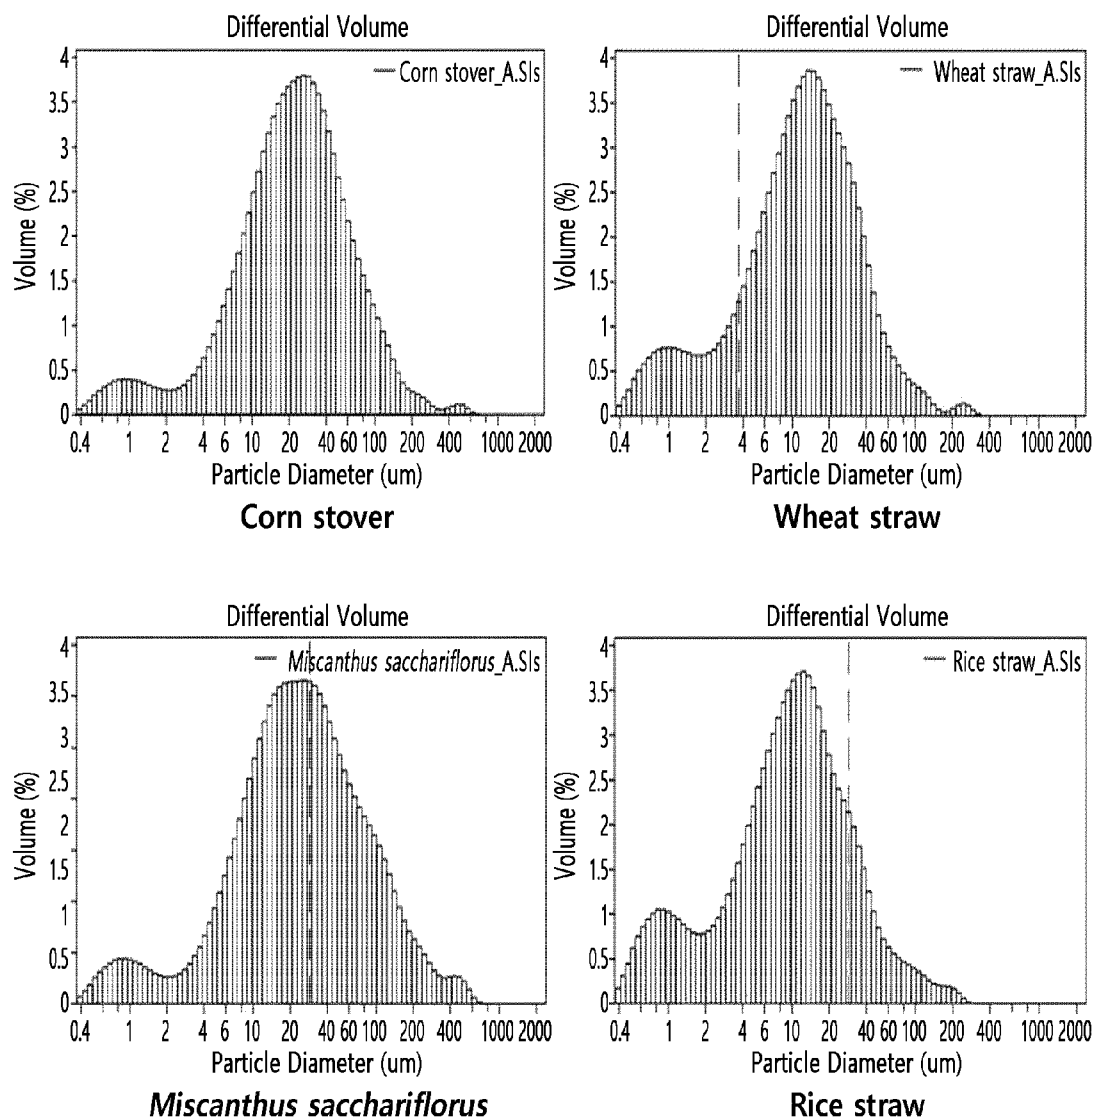 Differential Volume
Corn stover_A.SIs
Volume (%)
4
3.5
3
2.5
2
1.5
1
0.5
0
0.4 1 2 4 6 10 20 40 60 100 200 400 1000 2000
Particle Diameter (um)
Corn stover
Differential Volume
Wheat straw_A.SIs
Volume (%)
4
3.5
3
2.5
2
1.5
1
0.5
0
0.4 1 2 4 6 10 20 40 60 100 200 400 1000 2000
Particle Diameter (um)
Wheat straw
Differential Volume
Miscanthus sacchariflorus_A.SIs
Volume (%)
4
3.5
3
2.5
2
1.5
1
0.5
0
0.4 1 2 4 6 10 20 40 60 100 200 400 1000 2000
Particle Diameter (um)
Miscanthus sacchariflorus
Differential Volume
Rice straw_A.SIs
Volume (%)
4
3.5
3
2.5
2
1.5
1
0.5
0
0.4 1 2 4 6 10 20 40 60 100 200 400 1000 2000
Particle Diameter (um)
Rice straw